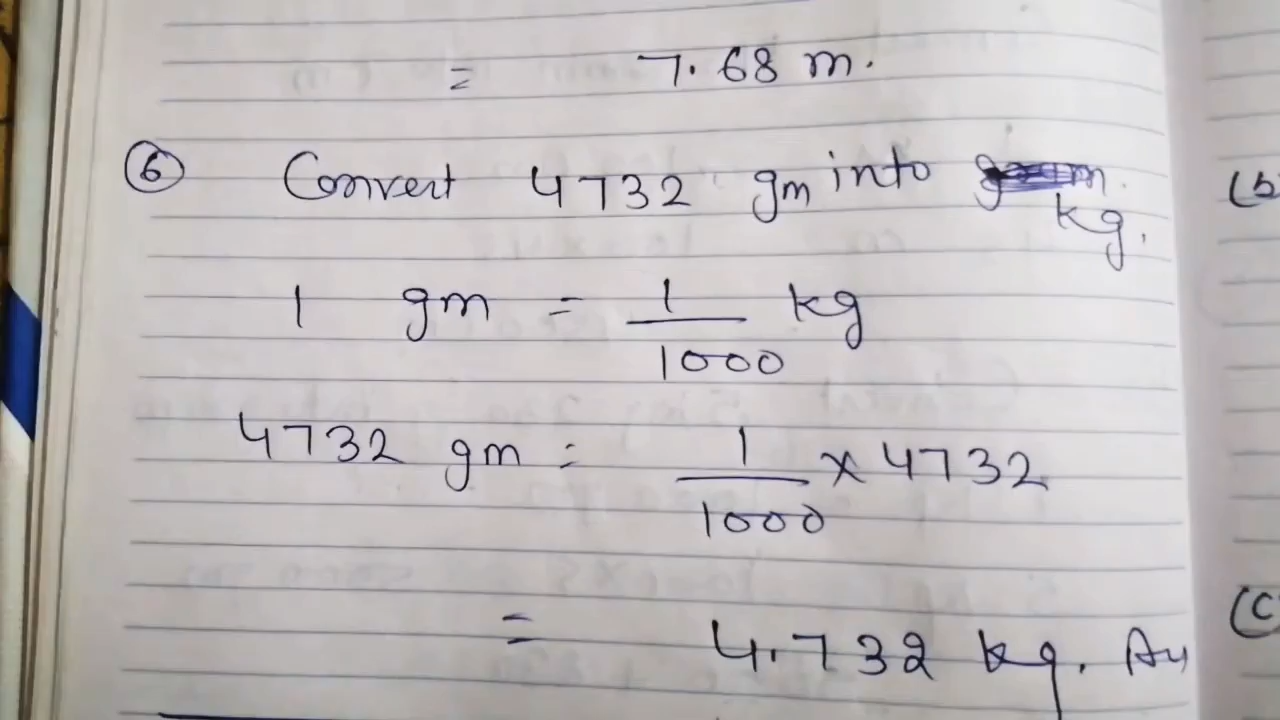 = 7.68 m.
6 Convert 4732 gm into kg.
1 gm = 1/1000 kg
4732 gm = 1/1000 x 4732
= 4.732 kg.
(b
(c